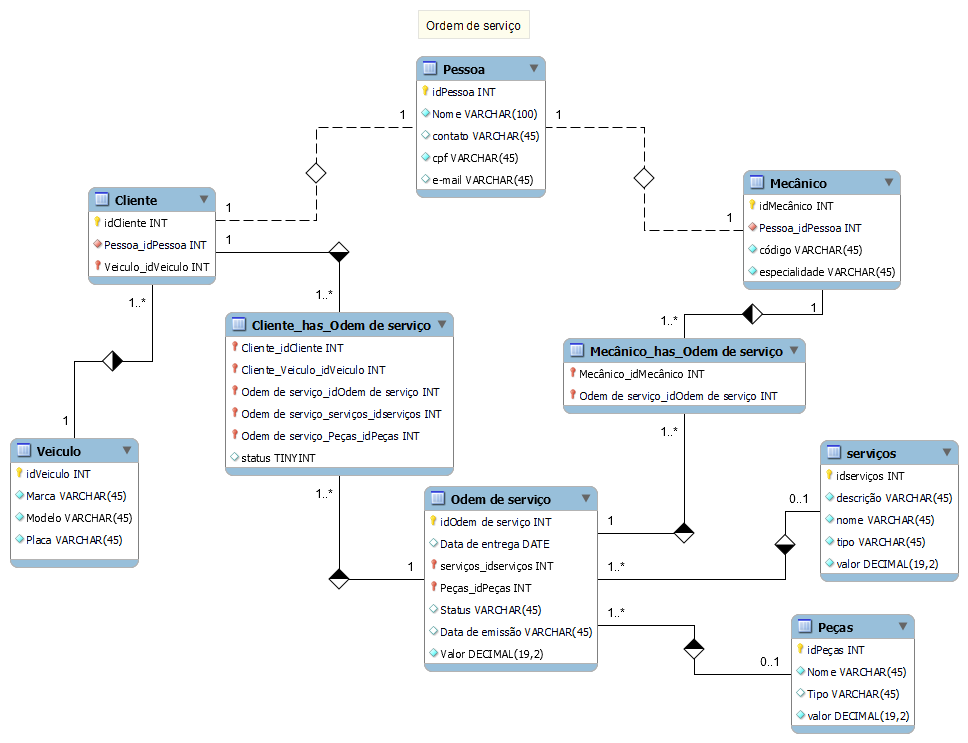 Ordem de serviço
Pessoa
idPessoa INT
Nome VARCHAR(100)
contato VARCHAR(45)
cpf VARCHAR(45)
e-mail VARCHAR(45)
1
1
Cliente
idCliente INT
Pessoa_idPessoa INT
Veiculo_idVeiculo INT
1
1
1..*
1..*
Mecânico
idMecânico INT
Pessoa_idPessoa INT
código VARCHAR(45)
especialidade VARCHAR(45)
1
1
1..*
Cliente_has_Odem de serviço
Cliente_idCliente INT
Cliente_Veiculo_idVeiculo INT
Odem de serviço_idOdem de serviço INT
Odem de serviço_serviços_idserviços INT
Odem de serviço_Peças_idPeças INT
status TINYINT
1..*
Mecânico_has_Odem de serviço
Mecânico_idMecânico INT
Odem de serviço_idOdem de serviço INT
1..*
1
Veiculo
idVeiculo INT
Marca VARCHAR(45)
Modelo VARCHAR(45)
Placa VARCHAR(45)
Odem de serviço
idOdem de serviço INT
Data de entrega DATE
serviços_idserviços INT
Peças_idPeças INT
Status VARCHAR(45)
Data de emissão VARCHAR(45)
Valor DECIMAL(19,2)
1
1
1..*
1..*
0..1
0..1
serviços
idserviços INT
descrição VARCHAR(45)
nome VARCHAR(45)
tipo VARCHAR(45)
valor DECIMAL(19,2)
Peças
idPeças INT
Nome VARCHAR(45)
Tipo VARCHAR(45)
valor DECIMAL(19,2)